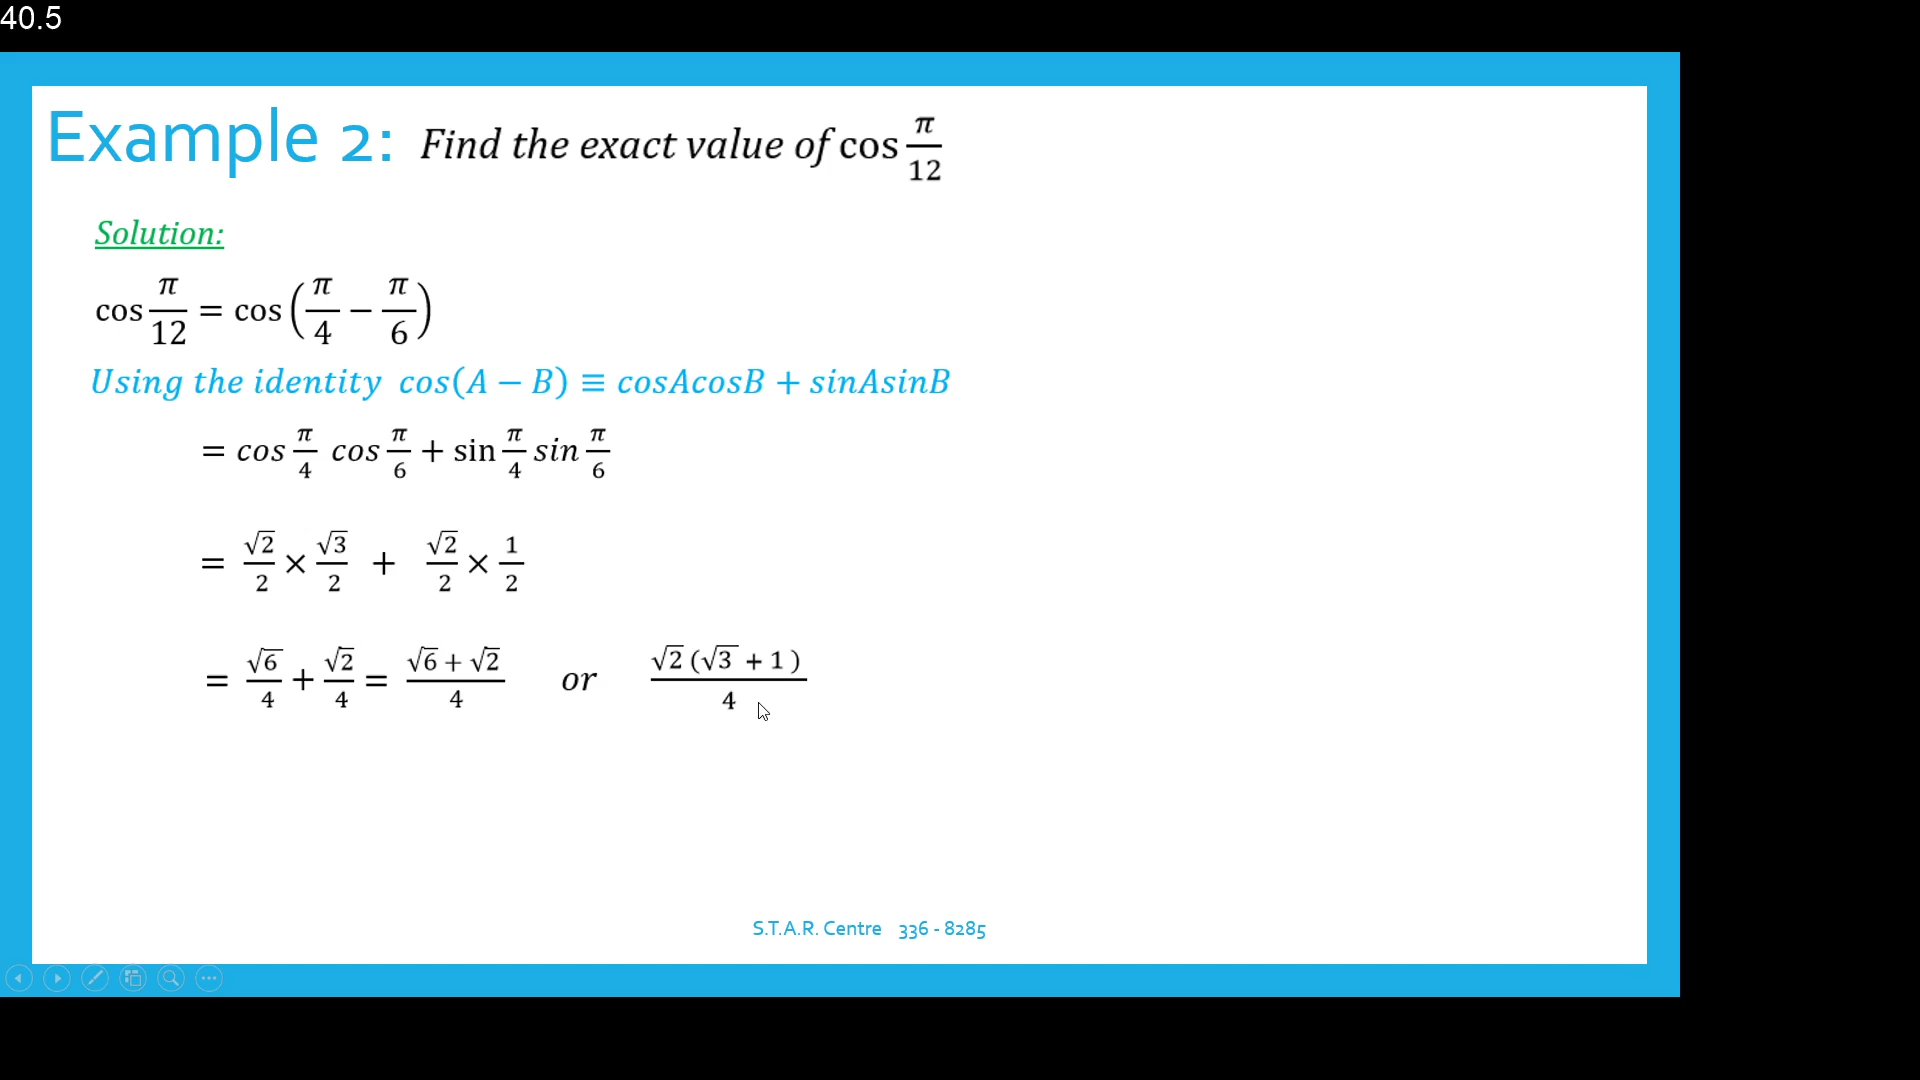 40.5
Example 2: Find the exact value of cos π/12
Solution:
cos π/12 = cos (π/4 − π/6)
Using the identity cos(A − B) ≡ cosAcosB + sinAsinB
= cos π/4 cos π/6 + sin π/4 sin π/6
= √2/2 × √3/2 + √2/2 × 1/2
= √6/4 + √2/4 = (√6 + √2)/4 or √2 (√3 + 1)/4
S.T.A.R. Centre 336 - 8285